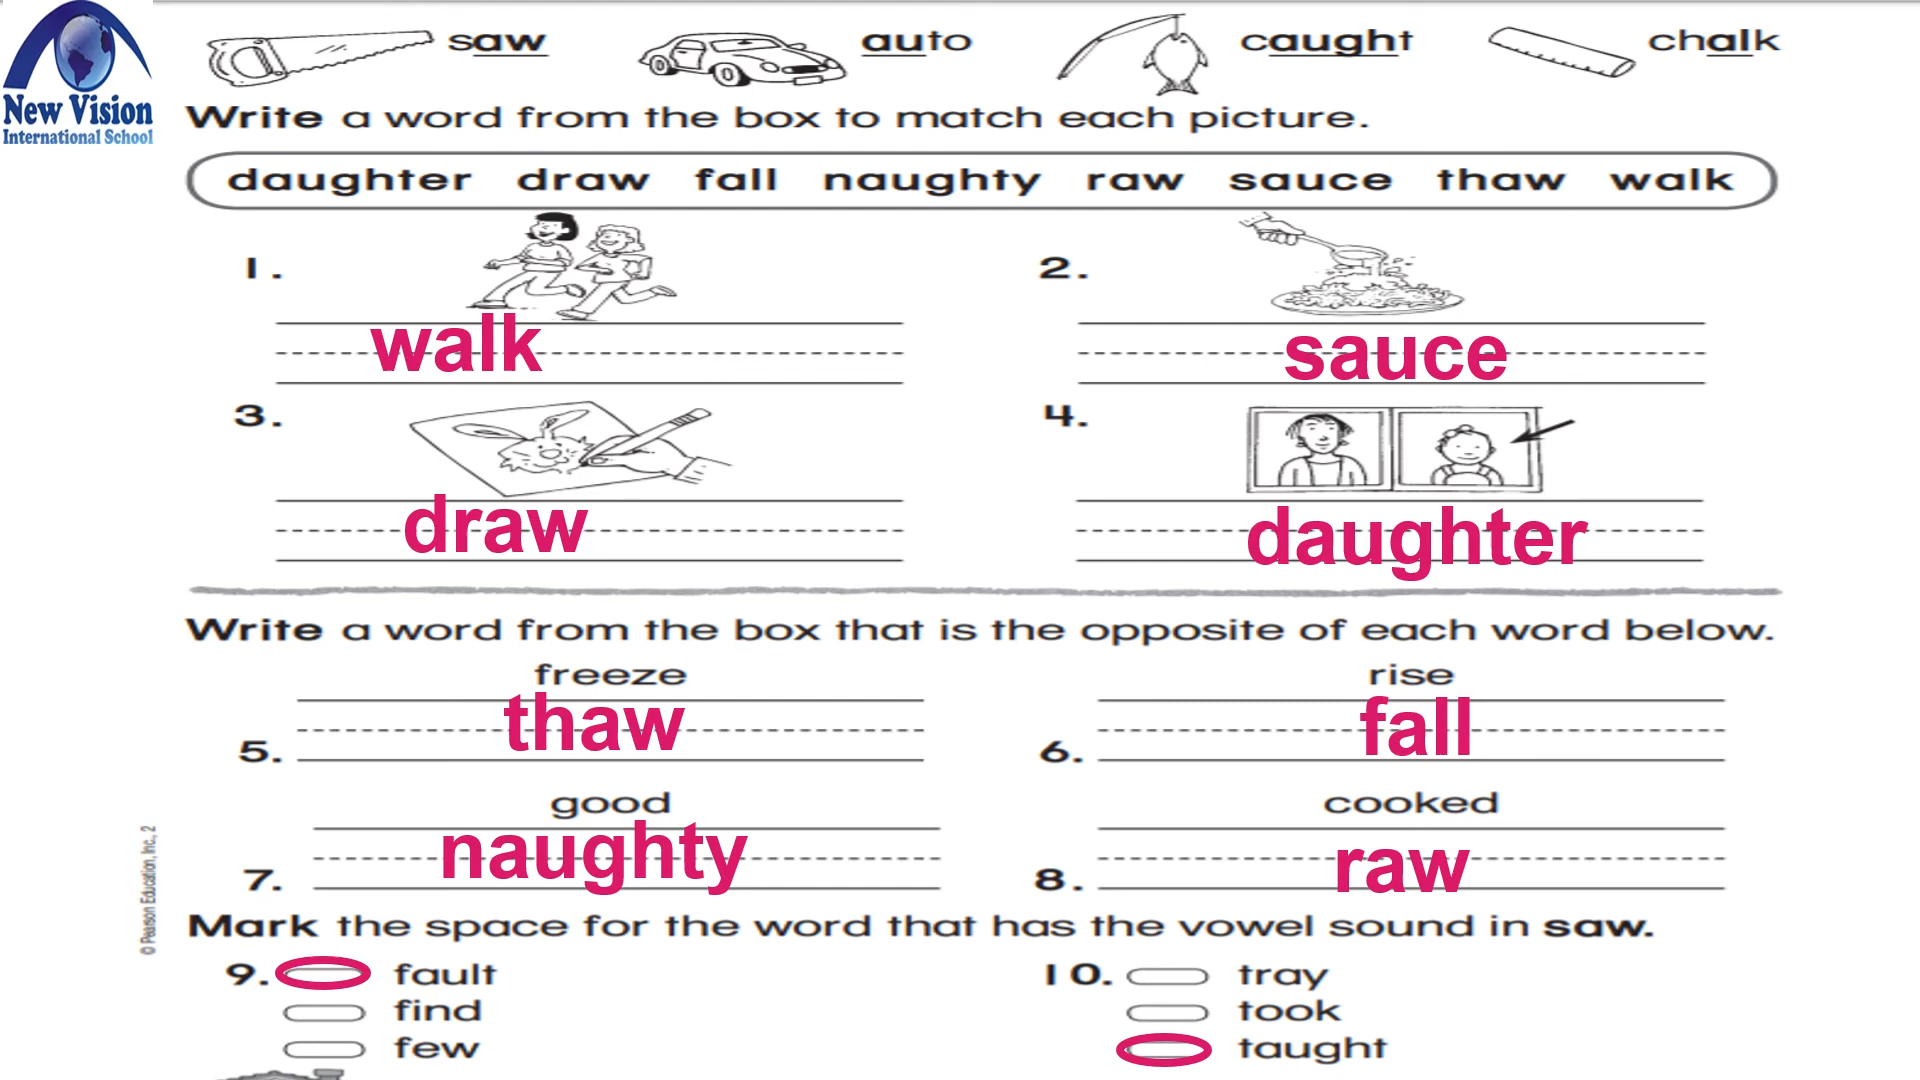 New Vision
International School
saw auto caught chalk
Write a word from the box to match each picture.
daughter draw fall naughty raw sauce thaw walk
1. 2.
walk sauce
3. 4.
draw daughter
Write a word from the box that is the opposite of each word below.
freeze rise
5. thaw 6. fall
good cooked
7. naughty 8. raw
Mark the space for the word that has the vowel sound in saw.
9. fault 10. tray
find took
few taught
© Pearson Education, Inc., 2